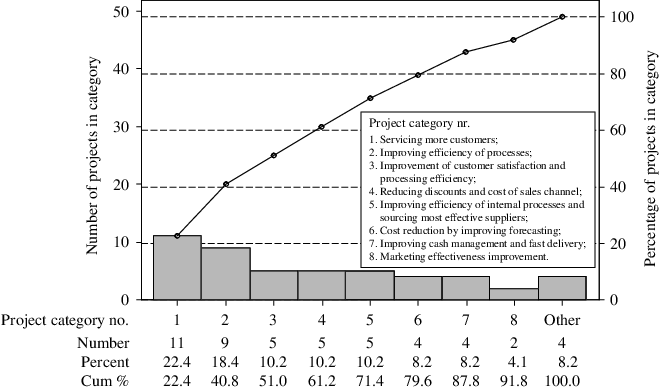 50
40
30
20
10
0
Number of projects in category
100
80
60
40
20
0
Percentage of projects in category
Project category nr.
1. Servicing more customers;
2. Improving efficiency of processes;
3. Improvement of customer satisfaction and
processing efficiency;
4. Reducing discounts and cost of sales channel;
5. Improving efficiency of internal processes and
sourcing most effective suppliers;
6. Cost reduction by improving forecasting;
7. Improving cash management and fast delivery;
8. Marketing effectiveness improvement.
Project category no. 1 2 3 4 5 6 7 8 Other
Number 11 9 5 5 5 4 4 2 4
Percent 22.4 18.4 10.2 10.2 10.2 8.2 8.2 4.1 8.2
Cum % 22.4 40.8 51.0 61.2 71.4 79.6 87.8 91.8 100.0